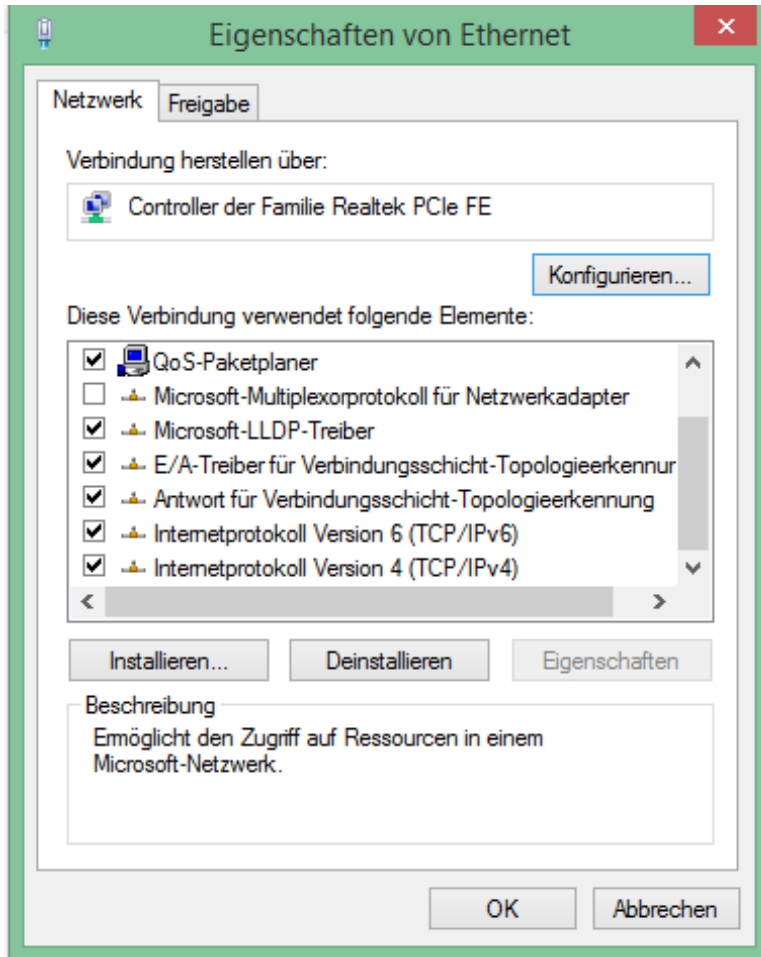 Eigenschaften von Ethernet
Netzwerk
Freigabe
Verbindung herstellen über:
Controller der Familie Realtek PCIe FE
Konfigurieren...
Diese Verbindung verwendet folgende Elemente:
QoS-Paketplaner
Microsoft-Multiplexorprotokoll für Netzwerkadapter
Microsoft-LLDP-Treiber
E/A-Treiber für Verbindungsschicht-Topologieerkennur
Antwort für Verbindungsschicht-Topologieerkennung
Internetprotokoll Version 6 (TCP/IPv6)
Internetprotokoll Version 4 (TCP/IPv4)
Installieren...
Deinstallieren
Eigenschaften
Beschreibung
Ermöglicht den Zugriff auf Ressourcen in einem
Microsoft-Netzwerk.
OK
Abbrechen